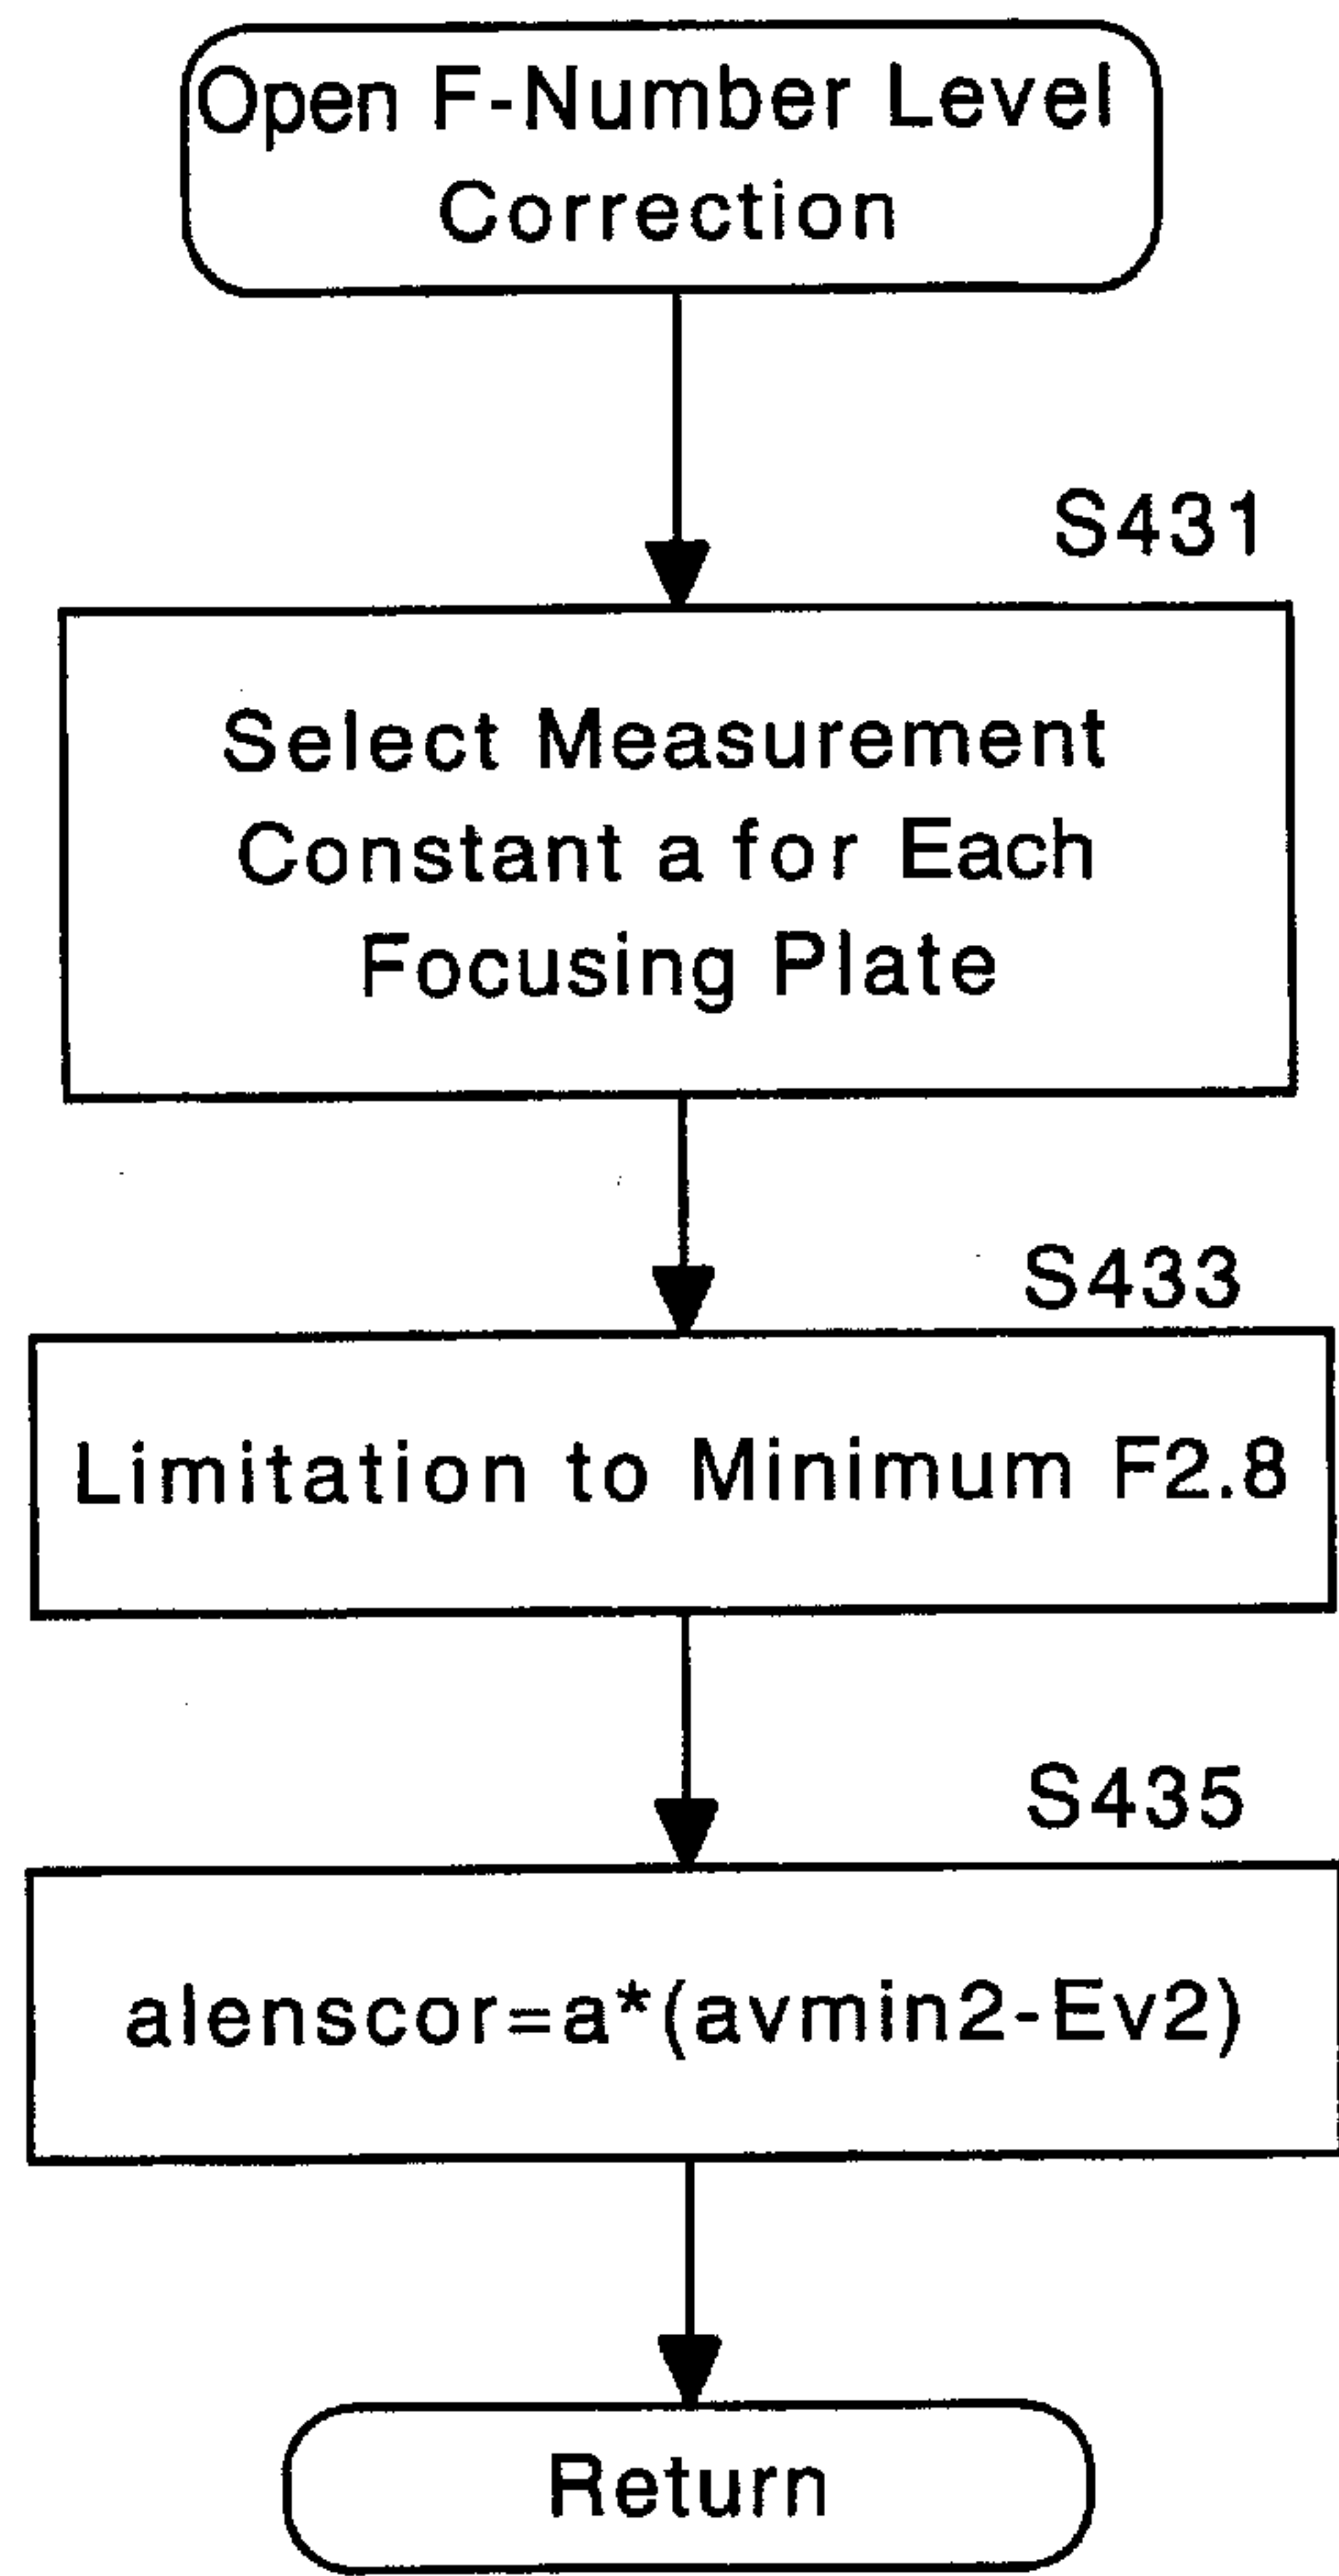 Open F-Number Level
Correction
S431
Select Measurement
Constant a for Each
Focusing Plate
S433
Limitation to Minimum F2.8
S435
alenscor=a*(avmin2-Ev2)
Return